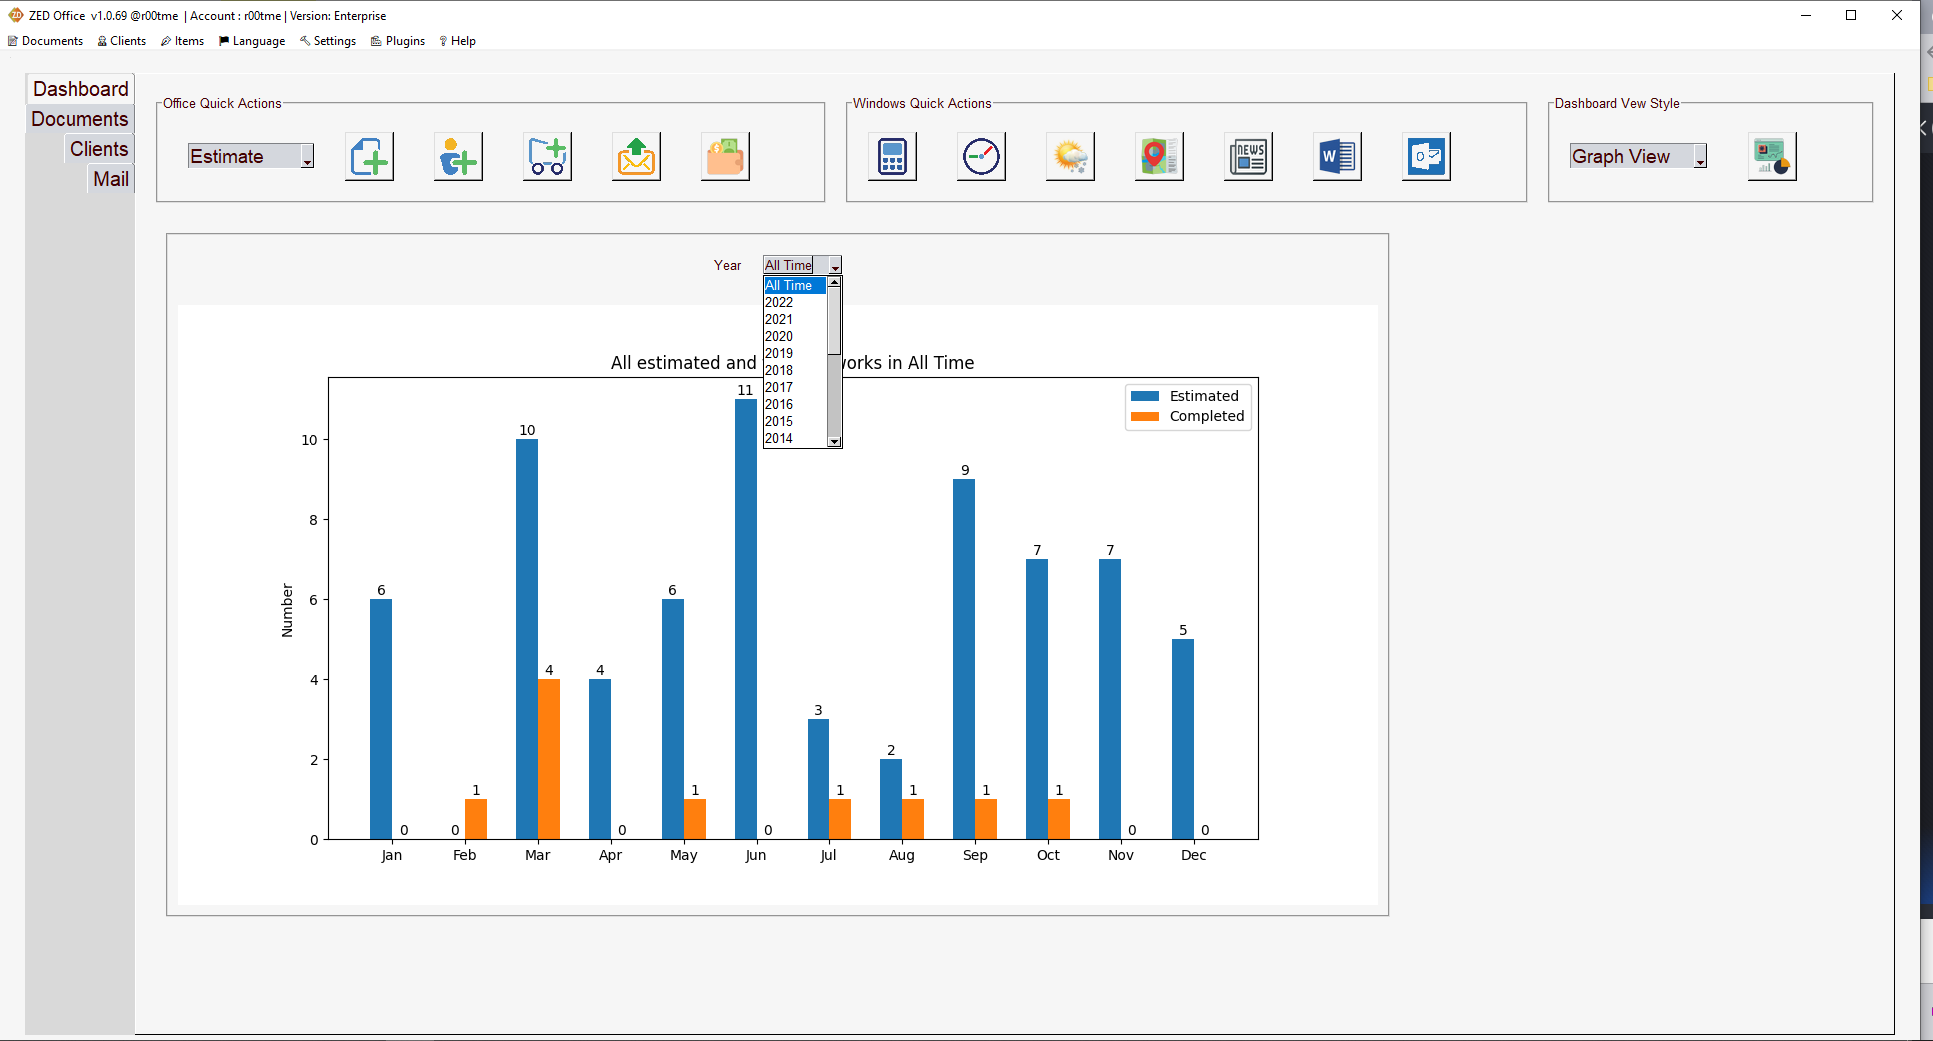 ZED Office v1.0.69 @r00tme | Account : r00tme | Version: Enterprise
Documents Clients Items Language Settings Plugins Help
Dashboard
Documents
Clients
Mail
Office Quick Actions
Estimate
Windows Quick Actions
NEWS
W
Dashboard Vew Style
Graph View
Year All Time
All Time
2022
2021
2020
2019
2018
2017
2016
2015
2014
All estimated and
orks in All Time
Estimated
Completed
Number
10
8
6
4
2
0
6 0
0 1
10 4
4 0
6 1
11 0
3 1
2 1
9 1
7 1
7 0
5 0
Jan Feb Mar Apr May Jun Jul Aug Sep Oct Nov Dec